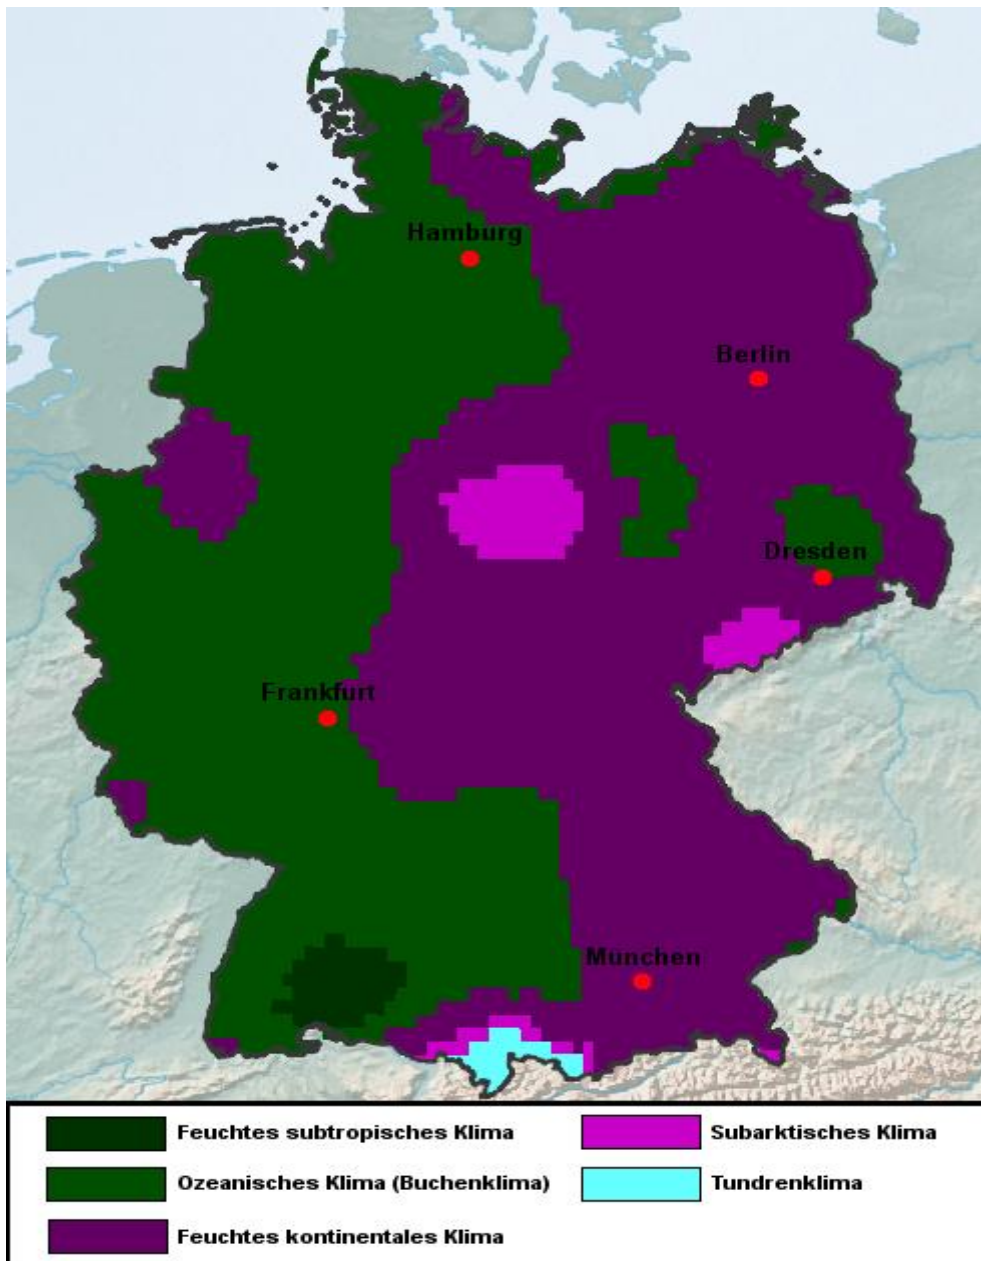 Hamburg
Berlin
Dresden
Frankfurt
München
Feuchtes subtropisches Klima
Subarktisches Klima
Ozeanisches Klima (Buchenklima)
Tundrenklima
Feuchtes kontinentales Klima